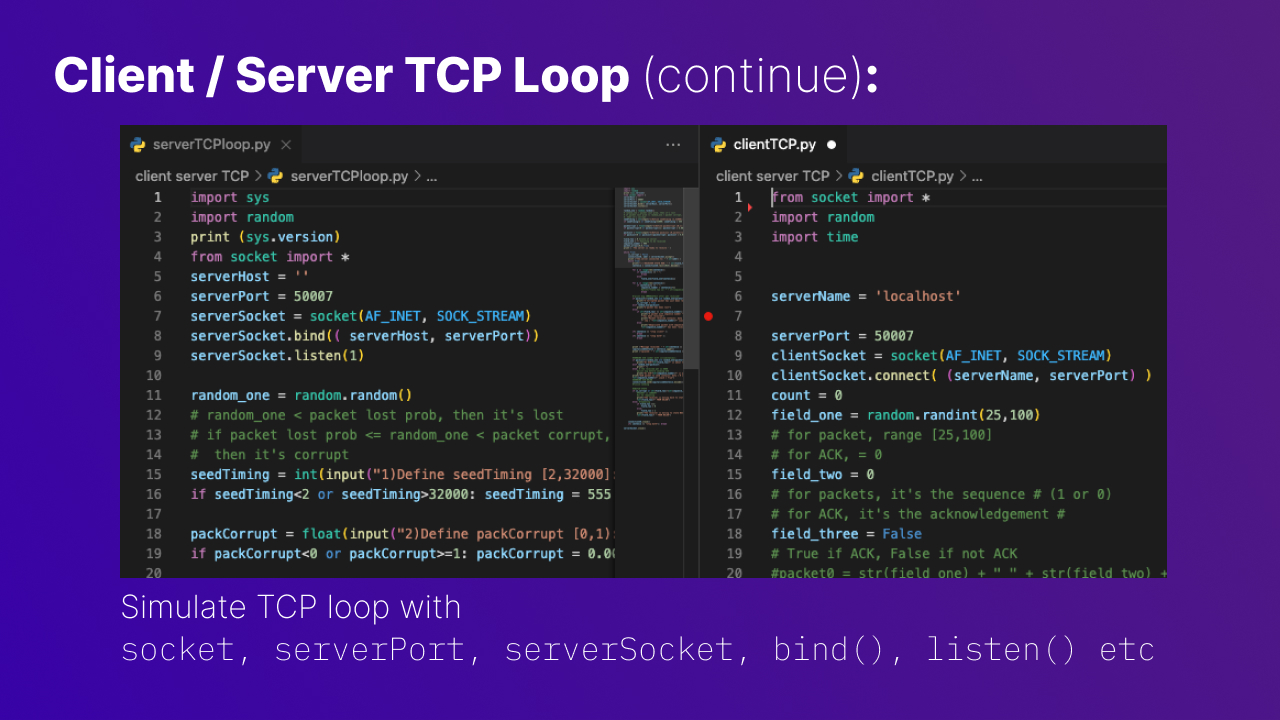 Client / Server TCP Loop (continue):
serverTCPloop.py
client server TCP > serverTCPloop.py > ...
1 import sys
2 import random
3 print (sys.version)
4 from socket import *
5 serverHost = ''
6 serverPort = 50007
7 serverSocket = socket(AF_INET, SOCK_STREAM)
8 serverSocket.bind(( serverHost, serverPort))
9 serverSocket.listen(1)
10
11 random_one = random.random()
12 # random_one < packet lost prob, then it's lost
13 # if packet lost prob <= random_one < packet corrupt,
14 #  then it's corrupt
15 seedTiming = int(input("1)Define seedTiming [2,32000]:
16 if seedTiming<2 or seedTiming>32000: seedTiming = 555
17
18 packCorrupt = float(input("2)Define packCorrupt [0,1):
19 if packCorrupt<0 or packCorrupt>=1: packCorrupt = 0.00
20
clientTCP.py
client server TCP > clientTCP.py > ...
1 from socket import *
2 import random
3 import time
4
5
6 serverName = 'localhost'
7
8 serverPort = 50007
9 clientSocket = socket(AF_INET, SOCK_STREAM)
10 clientSocket.connect( (serverName, serverPort) )
11 count = 0
12 field_one = random.randint(25,100)
13 # for packet, range [25,100]
14 # for ACK, = 0
15 field_two = 0
16 # for packets, it's the sequence # (1 or 0)
17 # for ACK, it's the acknowledgement #
18 field_three = False
19 # True if ACK, False if not ACK
20 #packet0 = str(field_one) + " " + str(field_two) +
Simulate TCP loop with
socket, serverPort, serverSocket, bind(), listen() etc